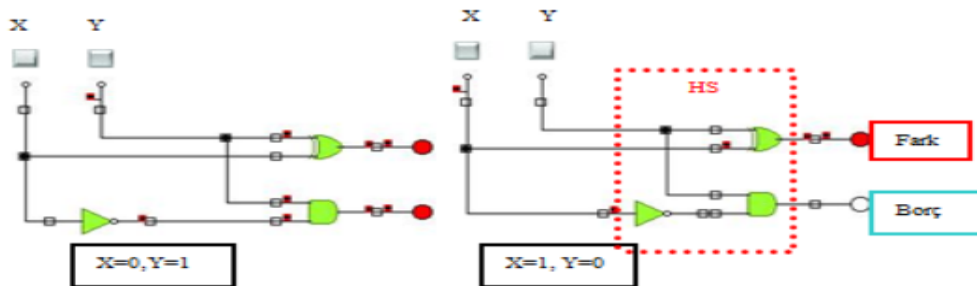 X Y
X Y
HS
Fark
Borç
X=0,Y=1
X=1, Y=0